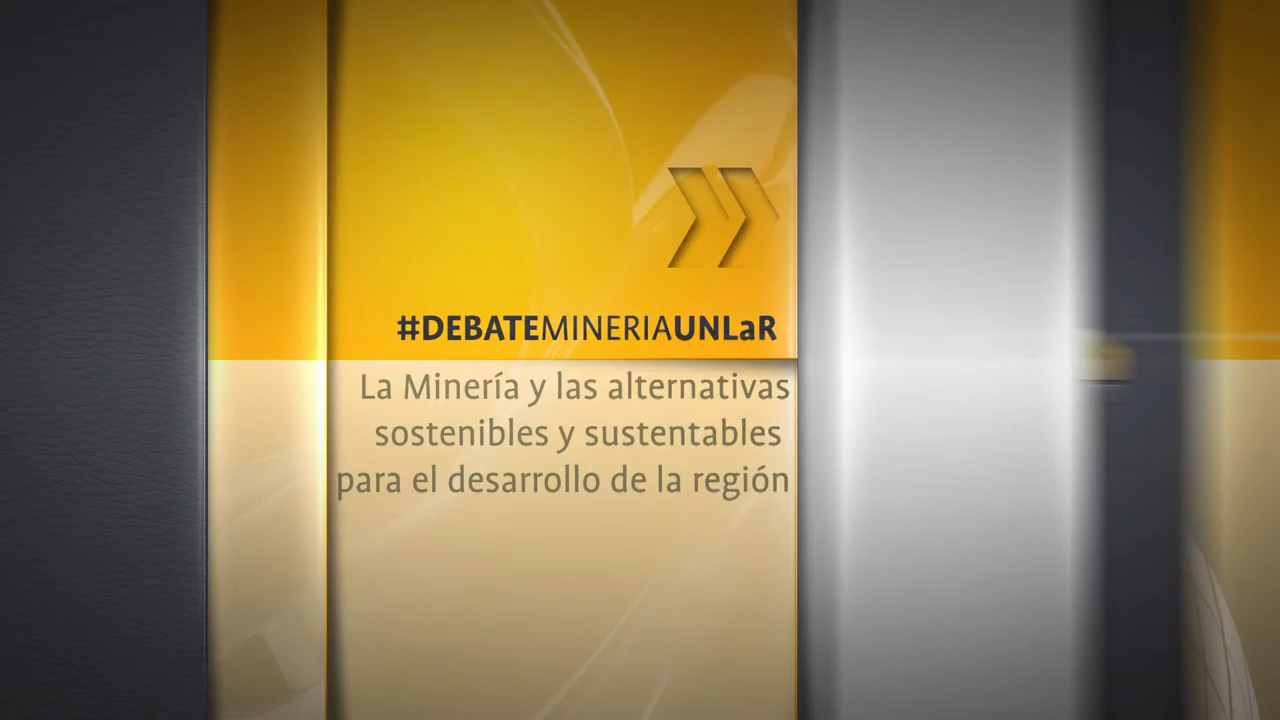 #DEBATEMINERIAUNLaR
La Minería y las alternativas
sostenibles y sustentables
para el desarrollo de la región